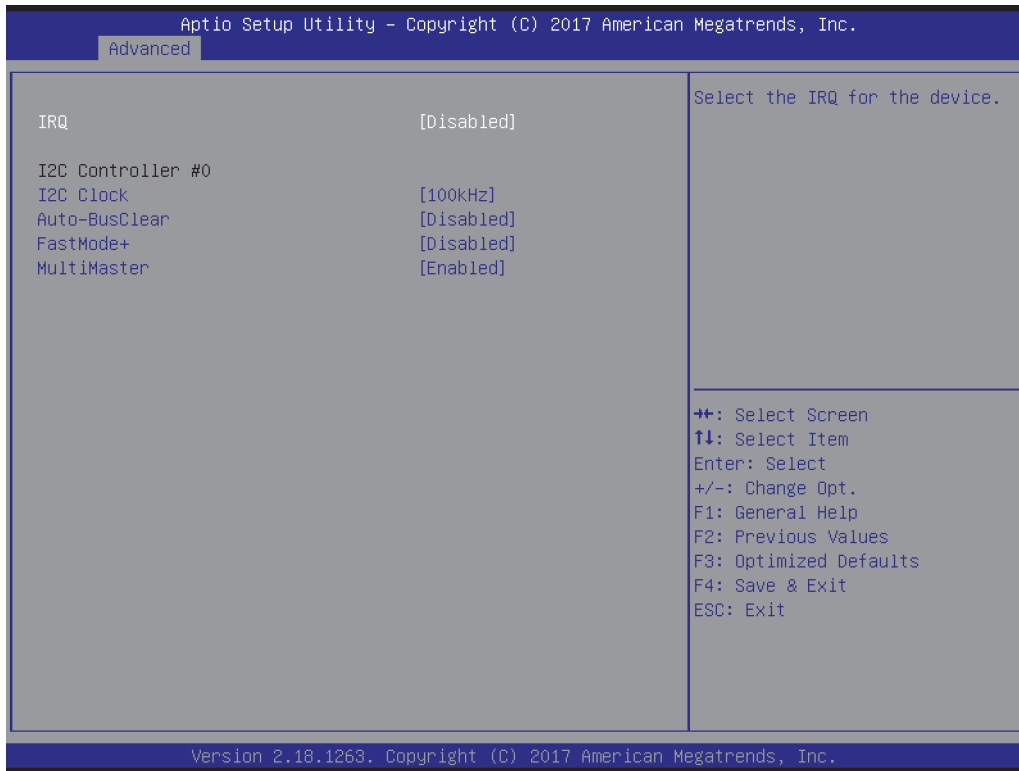 Aptio Setup Utility – Copyright (C) 2017 American Megatrends, Inc.
Advanced
IRQ [Disabled]
I2C Controller #0
I2C Clock [100kHz]
Auto-BusClear [Disabled]
FastMode+ [Disabled]
MultiMaster [Enabled]
Select the IRQ for the device.
→←: Select Screen
↑↓: Select Item
Enter: Select
+/-: Change Opt.
F1: General Help
F2: Previous Values
F3: Optimized Defaults
F4: Save & Exit
ESC: Exit
Version 2.18.1263. Copyright (C) 2017 American Megatrends, Inc.